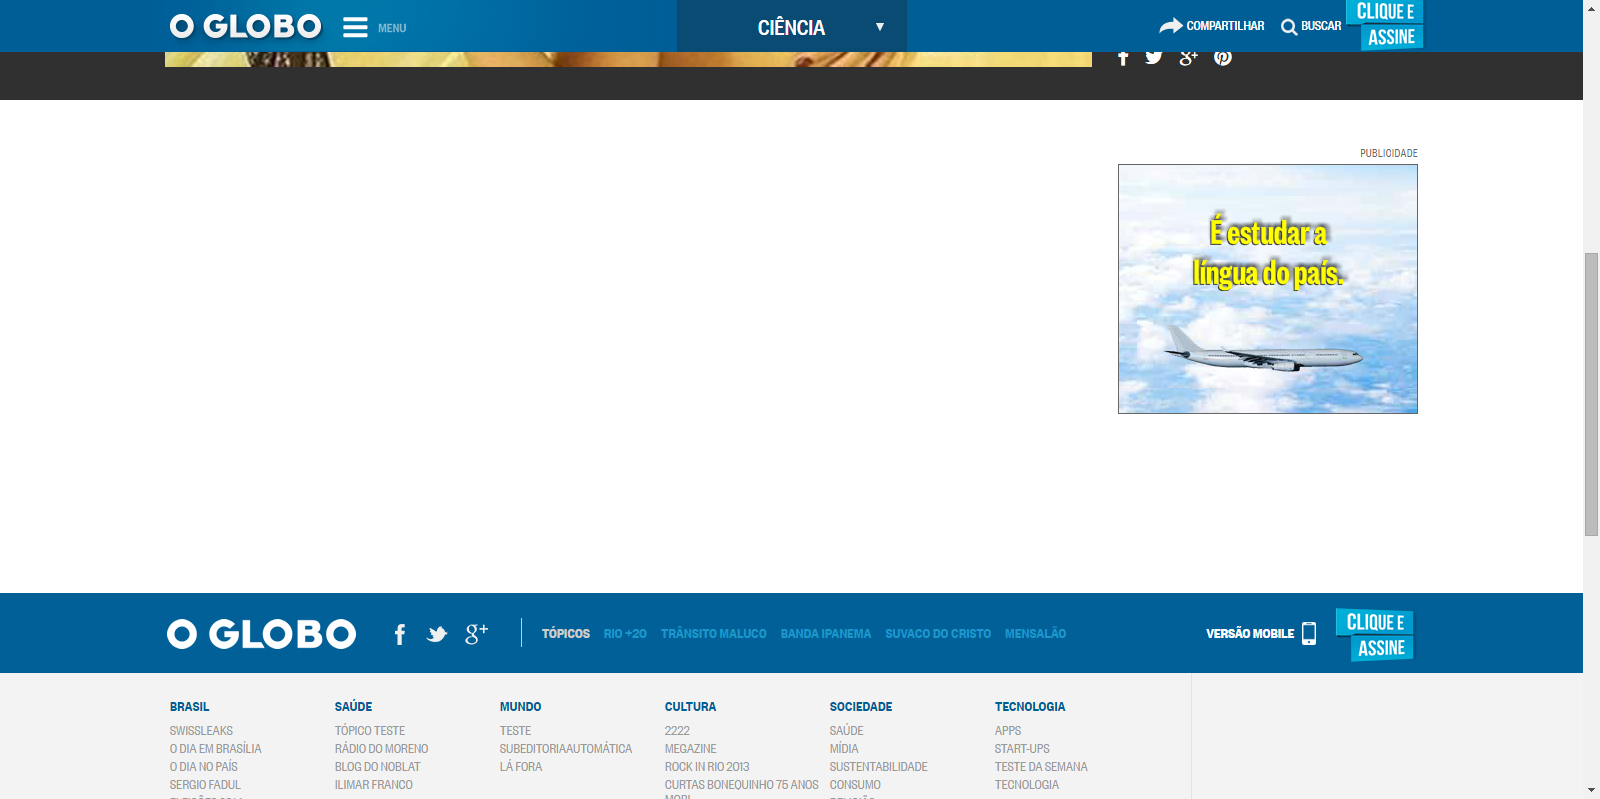 O GLOBO
MENU
CIÊNCIA
COMPARTILHAR
BUSCAR
CLIQUE E
ASSINE
PUBLICIDADE
É estudar a
língua do país.
O GLOBO
TÓPICOS RIO +20 TRÂNSITO MALUCO BANDA IPANEMA SUVACO DO CRISTO MENSALÃO
VERSÃO MOBILE
CLIQUE E
ASSINE
BRASIL
SWISSLEAKS
O DIA EM BRASÍLIA
O DIA NO PAÍS
SERGIO FADUL
SAÚDE
TÓPICO TESTE
RÁDIO DO MORENO
BLOG DO NOBLAT
ILIMAR FRANCO
MUNDO
TESTE
SUBEDITORIAAUTOMÁTICA
LÁ FORA
CULTURA
2222
MEGAZINE
ROCK IN RIO 2013
CURTAS BONEQUINHO 75 ANOS
SOCIEDADE
SAÚDE
MÍDIA
SUSTENTABILIDADE
CONSUMO
TECNOLOGIA
APPS
START-UPS
TESTE DA SEMANA
TECNOLOGIA